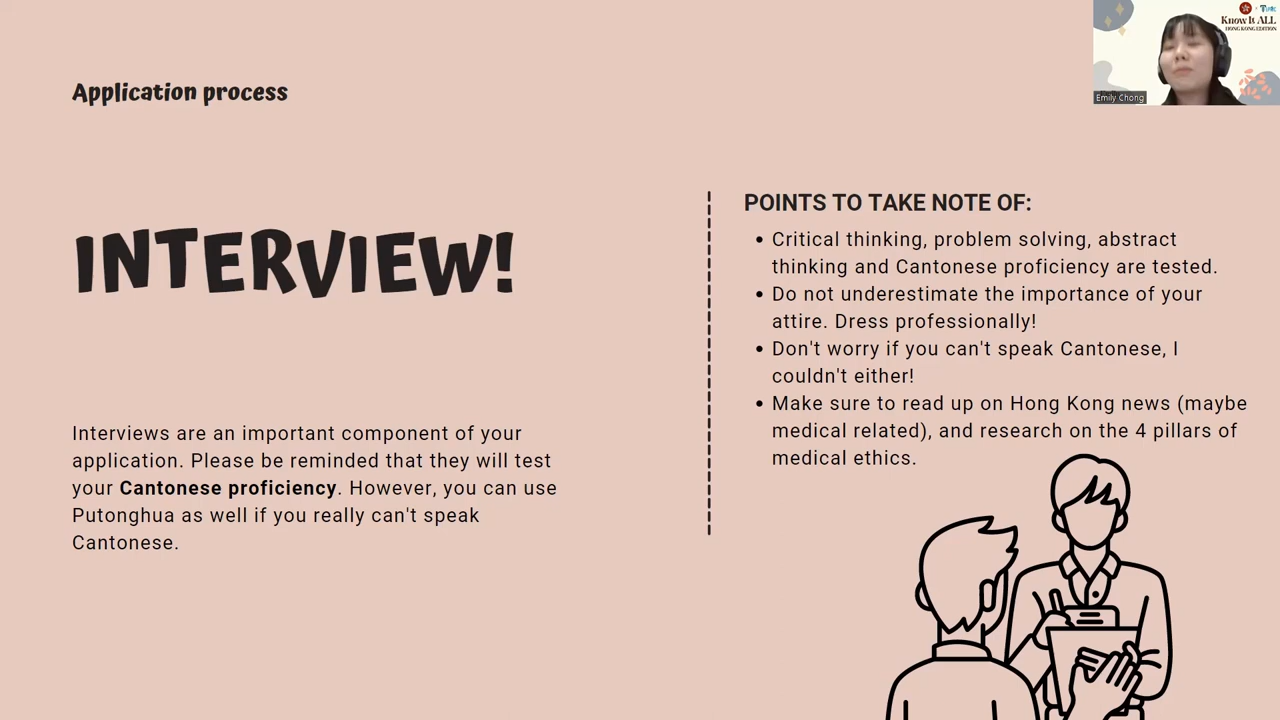 Application process
INTERVIEW!
Interviews are an important component of your
application. Please be reminded that they will test
your Cantonese proficiency. However, you can use
Putonghua as well if you really can't speak
Cantonese.
POINTS TO TAKE NOTE OF:
• Critical thinking, problem solving, abstract
thinking and Cantonese proficiency are tested.
• Do not underestimate the importance of your
attire. Dress professionally!
• Don't worry if you can't speak Cantonese, I
couldn't either!
• Make sure to read up on Hong Kong news (maybe
medical related), and research on the 4 pillars of
medical ethics.
Know It ALL
HONG KONG EDITION
Emily Chong